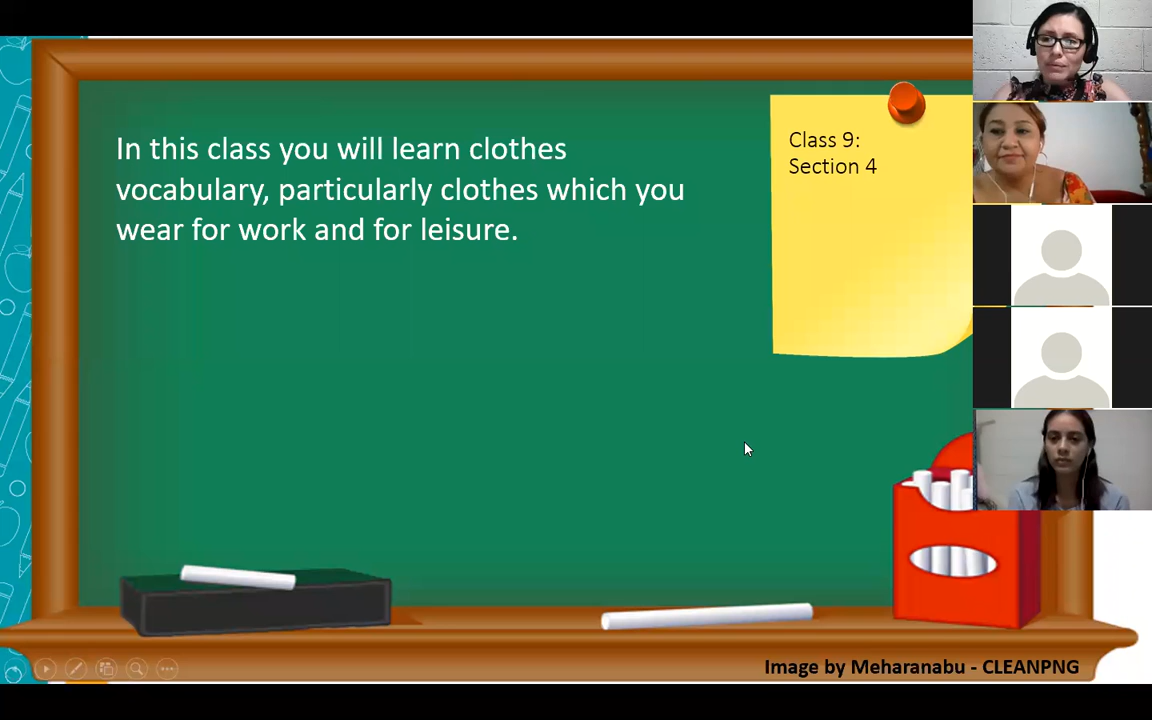 In this class you will learn clothes
vocabulary, particularly clothes which you
wear for work and for leisure.
Class 9:
Section 4
Image by Meharanabu - CLEANPNG